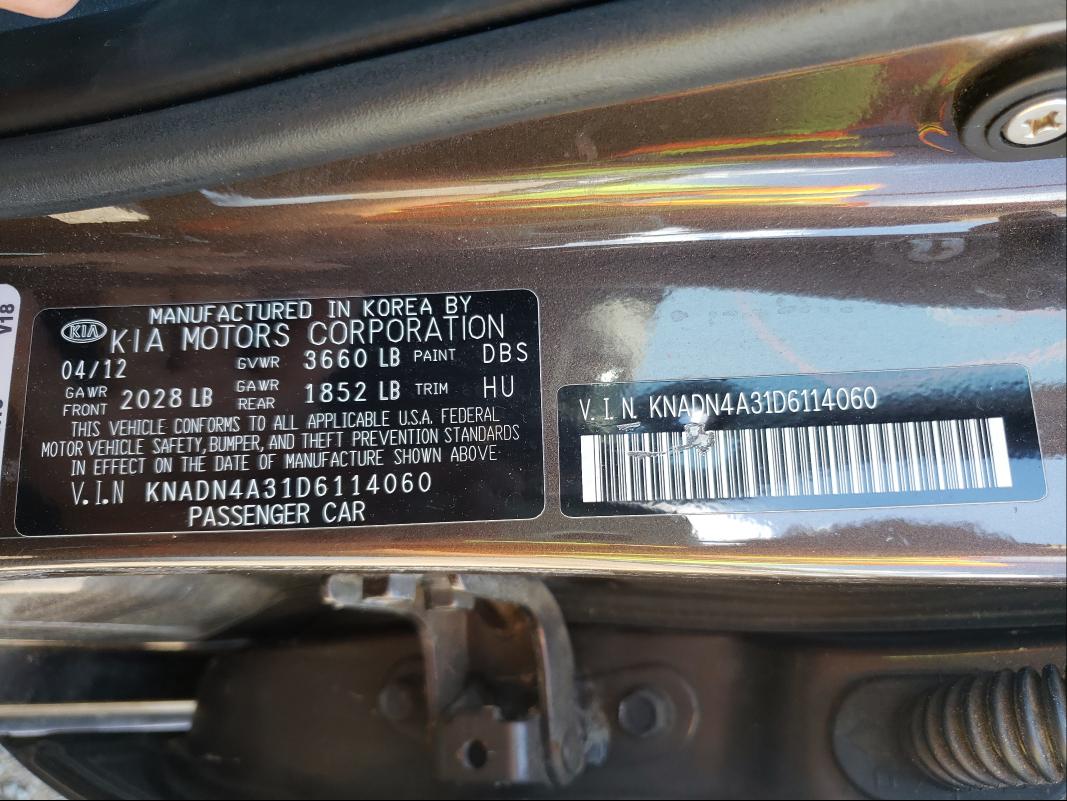 V18
MANUFACTURED IN KOREA BY
KIA KIA MOTORS CORPORATION
04/12 GVWR 3660 LB PAINT DBS
GAWR FRONT 2028 LB GAWR REAR 1852 LB TRIM HU
THIS VEHICLE CONFORMS TO ALL APPLICABLE U.S.A. FEDERAL
MOTOR VEHICLE SAFETY, BUMPER, AND THEFT PREVENTION STANDARDS
IN EFFECT ON THE DATE OF MANUFACTURE SHOWN ABOVE
V.I.N KNADN4A31D6114060
PASSENGER CAR
V.I.N. KNADN4A31D6114060